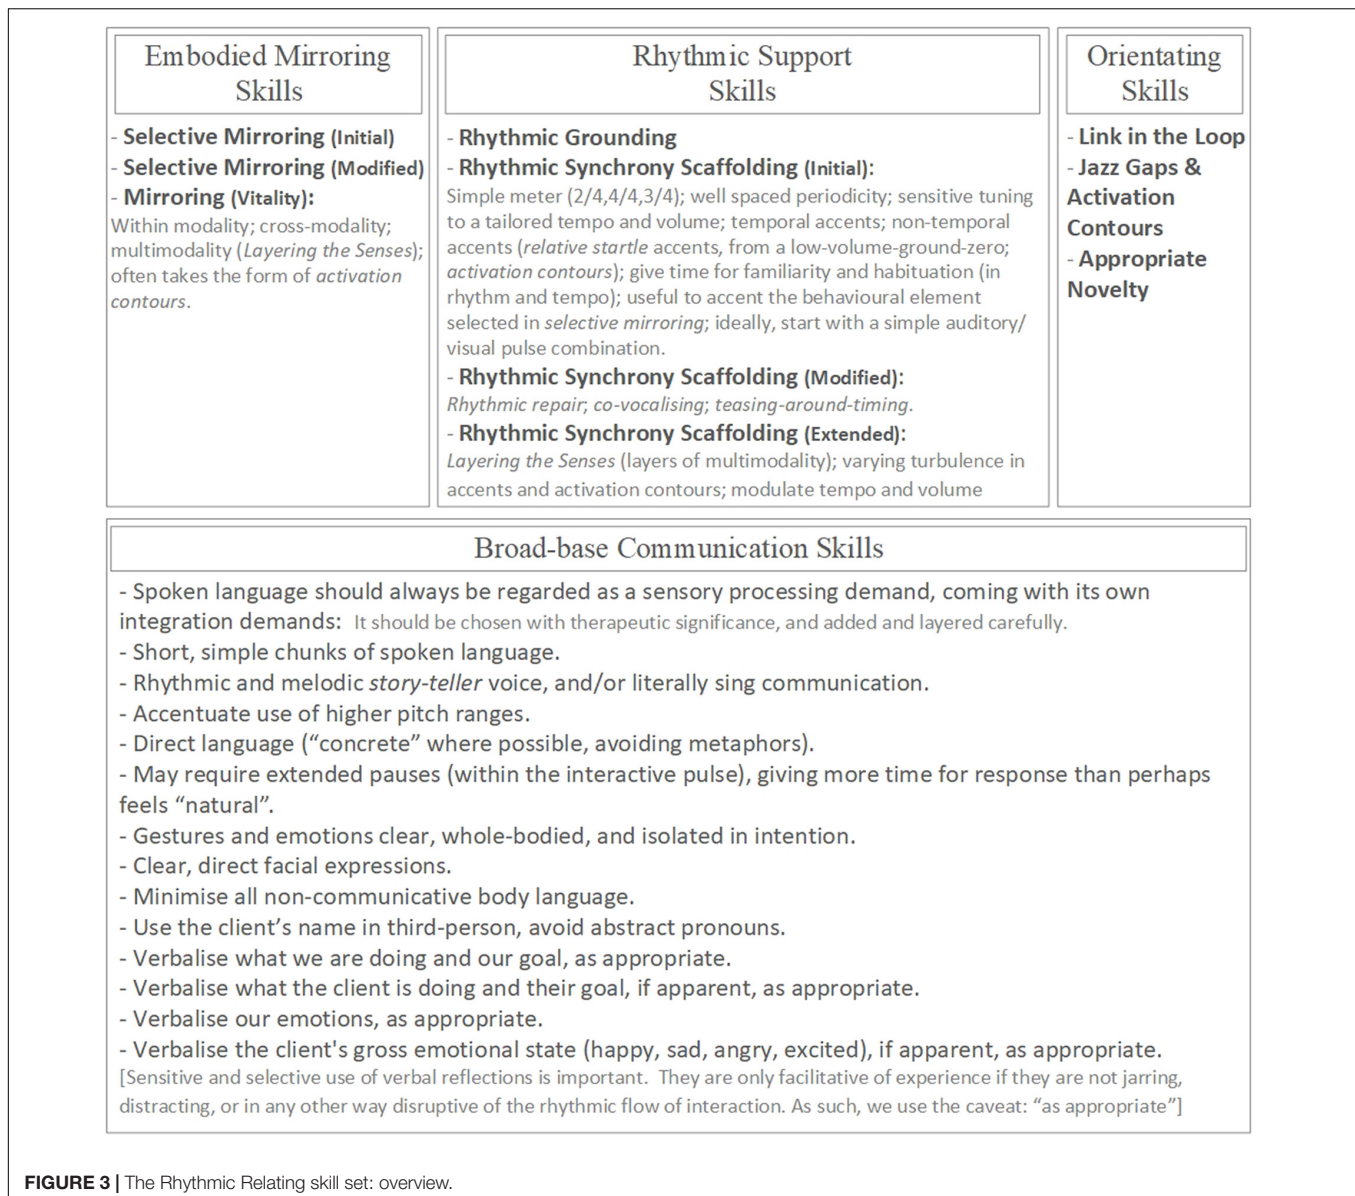 Embodied Mirroring
Skills
- Selective Mirroring (Initial)
- Selective Mirroring (Modified)
- Mirroring (Vitality):
Within modality; cross-modality;
multimodality (Layering the Senses);
often takes the form of activation
contours.
Rhythmic Support
Skills
- Rhythmic Grounding
- Rhythmic Synchrony Scaffolding (Initial):
Simple meter (2/4,4/4,3/4); well spaced periodicity; sensitive tuning
to a tailored tempo and volume; temporal accents; non-temporal
accents (relative startle accents, from a low-volume-ground-zero;
activation contours); give time for familiarity and habituation (in
rhythm and tempo); useful to accent the behavioural element
selected in selective mirroring; ideally, start with a simple auditory/
visual pulse combination.
- Rhythmic Synchrony Scaffolding (Modified):
Rhythmic repair; co-vocalising; teasing-around-timing.
- Rhythmic Synchrony Scaffolding (Extended):
Layering the Senses (layers of multimodality); varying turbulence in
accents and activation contours; modulate tempo and volume
Orientating
Skills
- Link in the Loop
- Jazz Gaps &
Activation
Contours
- Appropriate
Novelty
Broad-base Communication Skills
- Spoken language should always be regarded as a sensory processing demand, coming with its own
integration demands: It should be chosen with therapeutic significance, and added and layered carefully.
- Short, simple chunks of spoken language.
- Rhythmic and melodic story-teller voice, and/or literally sing communication.
- Accentuate use of higher pitch ranges.
- Direct language (“concrete” where possible, avoiding metaphors).
- May require extended pauses (within the interactive pulse), giving more time for response than perhaps
feels “natural”.
- Gestures and emotions clear, whole-bodied, and isolated in intention.
- Clear, direct facial expressions.
- Minimise all non-communicative body language.
- Use the client’s name in third-person, avoid abstract pronouns.
- Verbalise what we are doing and our goal, as appropriate.
- Verbalise what the client is doing and their goal, if apparent, as appropriate.
- Verbalise our emotions, as appropriate.
- Verbalise the client's gross emotional state (happy, sad, angry, excited), if apparent, as appropriate.
[Sensitive and selective use of verbal reflections is important. They are only facilitative of experience if they are not jarring,
distracting, or in any other way disruptive of the rhythmic flow of interaction. As such, we use the caveat: “as appropriate”]
FIGURE 3 | The Rhythmic Relating skill set: overview.